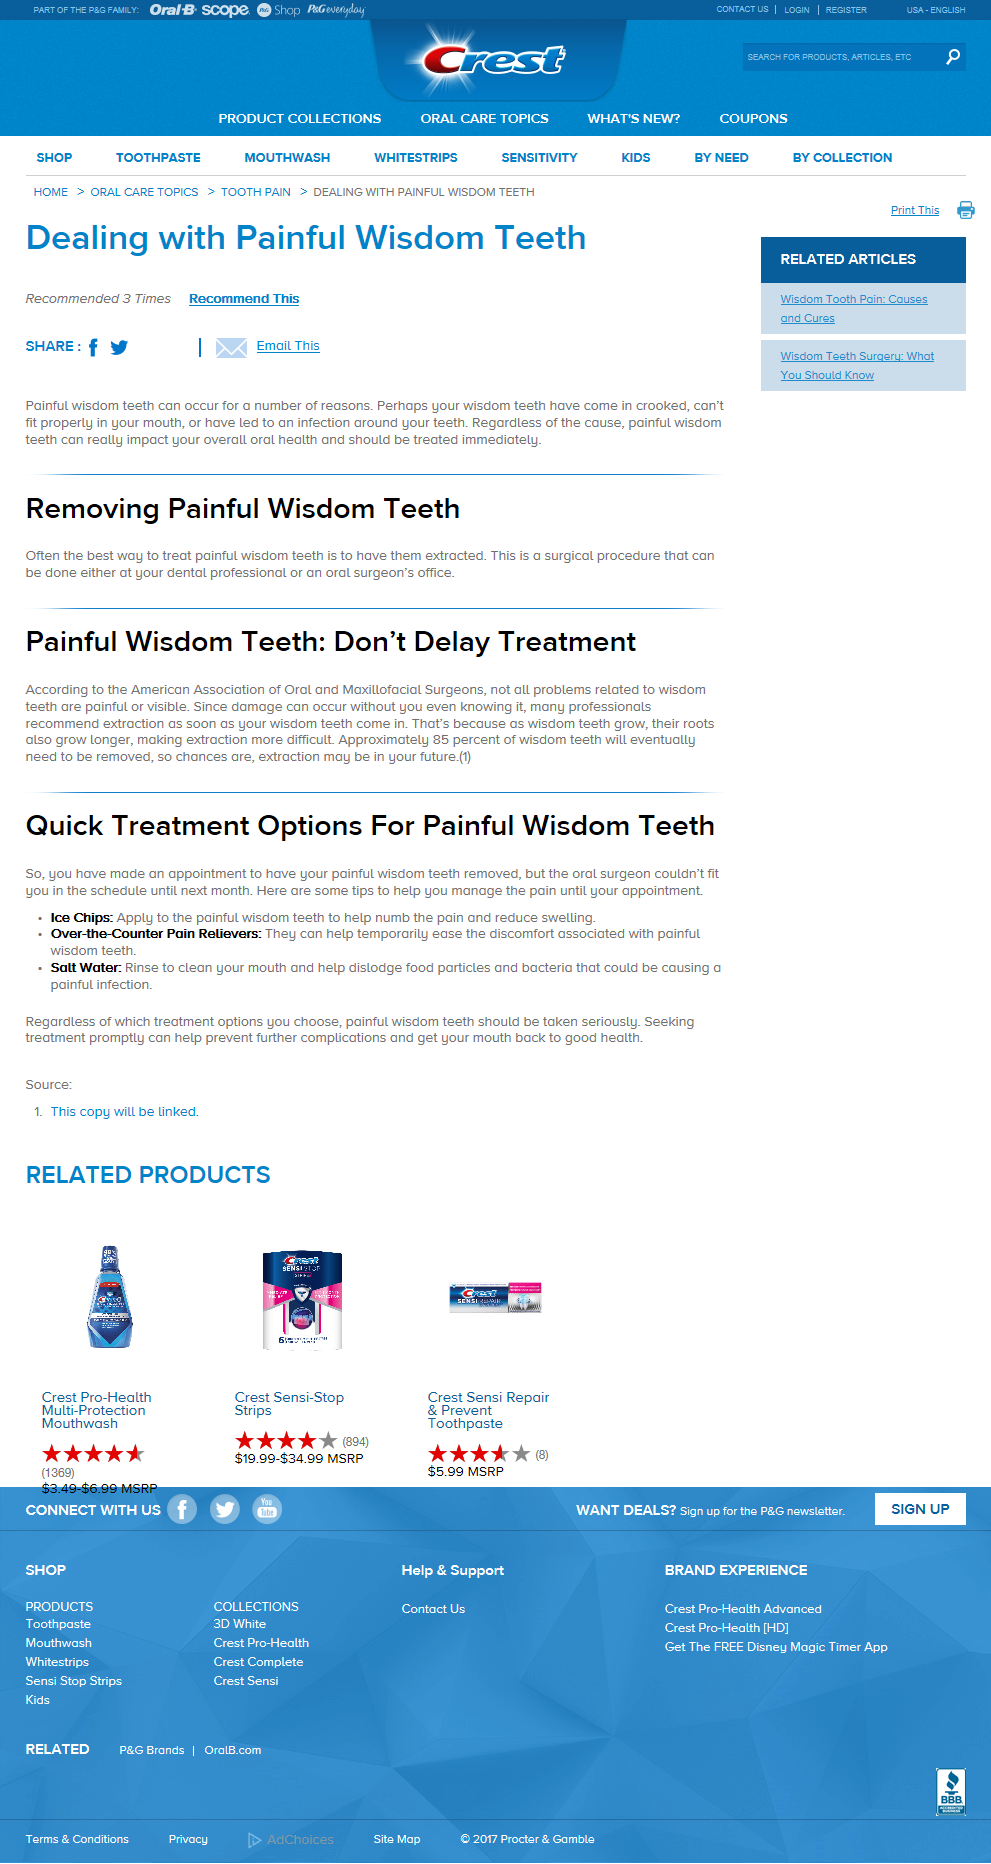 PART OF THE P&G FAMILY: Oral-B scope P&G Shop P&G everyday
CONTACT US | LOGIN | REGISTER USA - ENGLISH
Crest
SEARCH FOR PRODUCTS, ARTICLES, ETC
PRODUCT COLLECTIONS ORAL CARE TOPICS WHAT'S NEW? COUPONS
SHOP TOOTHPASTE MOUTHWASH WHITESTRIPS SENSITIVITY KIDS BY NEED BY COLLECTION
HOME > ORAL CARE TOPICS > TOOTH PAIN > DEALING WITH PAINFUL WISDOM TEETH
Print This
Dealing with Painful Wisdom Teeth
Recommended 3 Times Recommend This
SHARE : | Email This
RELATED ARTICLES
Wisdom Tooth Pain: Causes
and Cures
Wisdom Teeth Surgery: What
You Should Know
Painful wisdom teeth can occur for a number of reasons. Perhaps your wisdom teeth have come in crooked, can't
fit properly in your mouth, or have led to an infection around your teeth. Regardless of the cause, painful wisdom
teeth can really impact your overall oral health and should be treated immediately.
Removing Painful Wisdom Teeth
Often the best way to treat painful wisdom teeth is to have them extracted. This is a surgical procedure that can
be done either at your dental professional or an oral surgeon's office.
Painful Wisdom Teeth: Don't Delay Treatment
According to the American Association of Oral and Maxillofacial Surgeons, not all problems related to wisdom
teeth are painful or visible. Since damage can occur without you even knowing it, many professionals
recommend extraction as soon as your wisdom teeth come in. That's because as wisdom teeth grow, their roots
also grow longer, making extraction more difficult. Approximately 85 percent of wisdom teeth will eventually
need to be removed, so chances are, extraction may be in your future.(1)
Quick Treatment Options For Painful Wisdom Teeth
So, you have made an appointment to have your painful wisdom teeth removed, but the oral surgeon couldn't fit
you in the schedule until next month. Here are some tips to help you manage the pain until your appointment.
• Ice Chips: Apply to the painful wisdom teeth to help numb the pain and reduce swelling.
• Over-the-Counter Pain Relievers: They can help temporarily ease the discomfort associated with painful
wisdom teeth.
• Salt Water: Rinse to clean your mouth and help dislodge food particles and bacteria that could be causing a
painful infection.
Regardless of which treatment options you choose, painful wisdom teeth should be taken seriously. Seeking
treatment promptly can help prevent further complications and get your mouth back to good health.
Source:
1. This copy will be linked.
RELATED PRODUCTS
Crest
Crest
SENSI STOP
STRIPS
Crest
SENSI REPAIR
Crest Pro-Health
Multi-Protection
Mouthwash
(1369)
$3.49-$6.99 MSRP
Crest Sensi-Stop
Strips
(894)
$19.99-$34.99 MSRP
Crest Sensi Repair
& Prevent
Toothpaste
(8)
$5.99 MSRP
CONNECT WITH US You Tube
WANT DEALS? Sign up for the P&G newsletter. SIGN UP
SHOP
PRODUCTS
Toothpaste
Mouthwash
Whitestrips
Sensi Stop Strips
Kids
COLLECTIONS
3D White
Crest Pro-Health
Crest Complete
Crest Sensi
Help & Support
Contact Us
BRAND EXPERIENCE
Crest Pro-Health Advanced
Crest Pro-Health [HD]
Get The FREE Disney Magic Timer App
RELATED P&G Brands | OralB.com
BBB
ACCREDITED
BUSINESS
Terms & Conditions Privacy AdChoices Site Map © 2017 Procter & Gamble